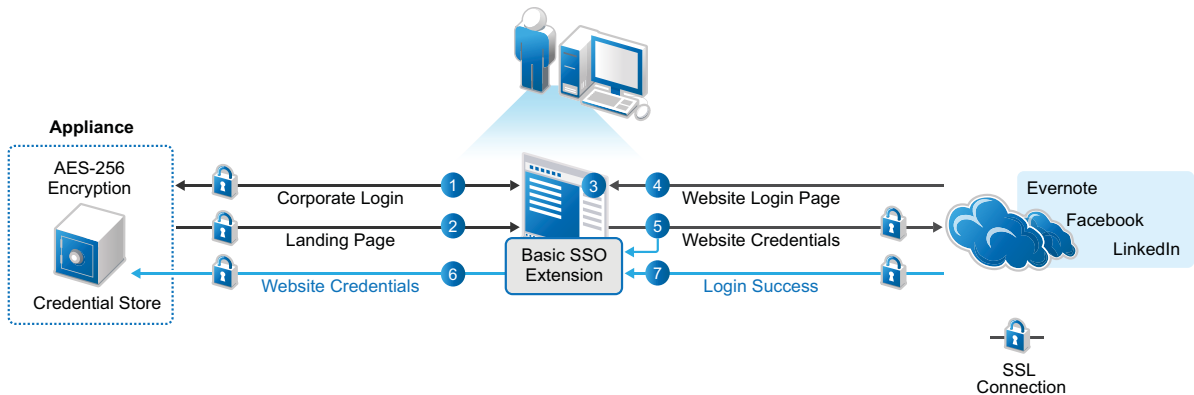 Appliance
AES-256
Encryption
Credential Store
Corporate Login
1
3
4
Website Login Page
Landing Page
2
5
Website Credentials
Basic SSO
Extension
Website Credentials
6
7
Login Success
Evernote
Facebook
LinkedIn
SSL
Connection